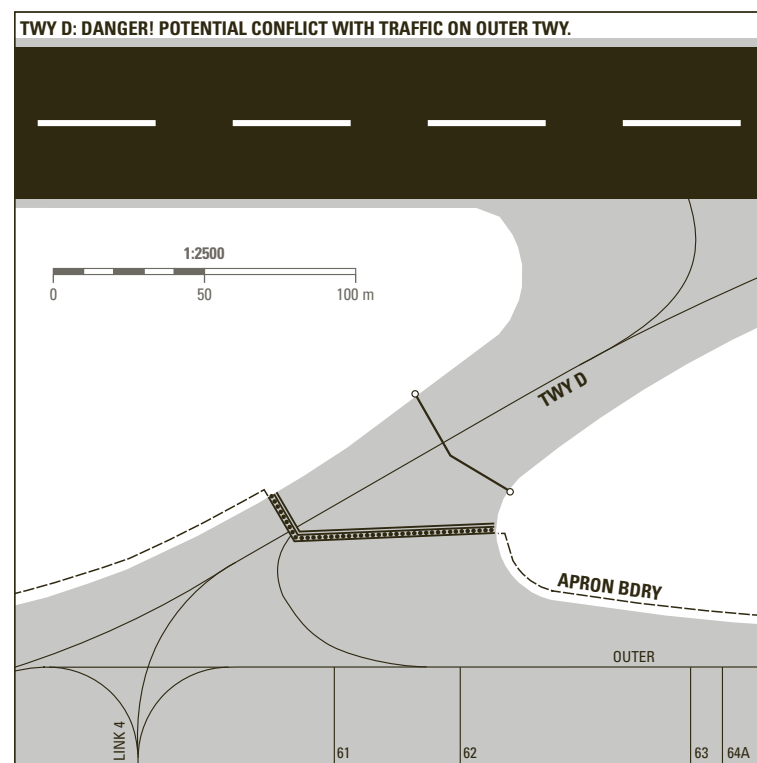 TWY D: DANGER! POTENTIAL CONFLICT WITH TRAFFIC ON OUTER TWY.
1:2500
0 50 100 m
TWY D
APRON BDRY
OUTER
LINK 4
61 62 63 64A